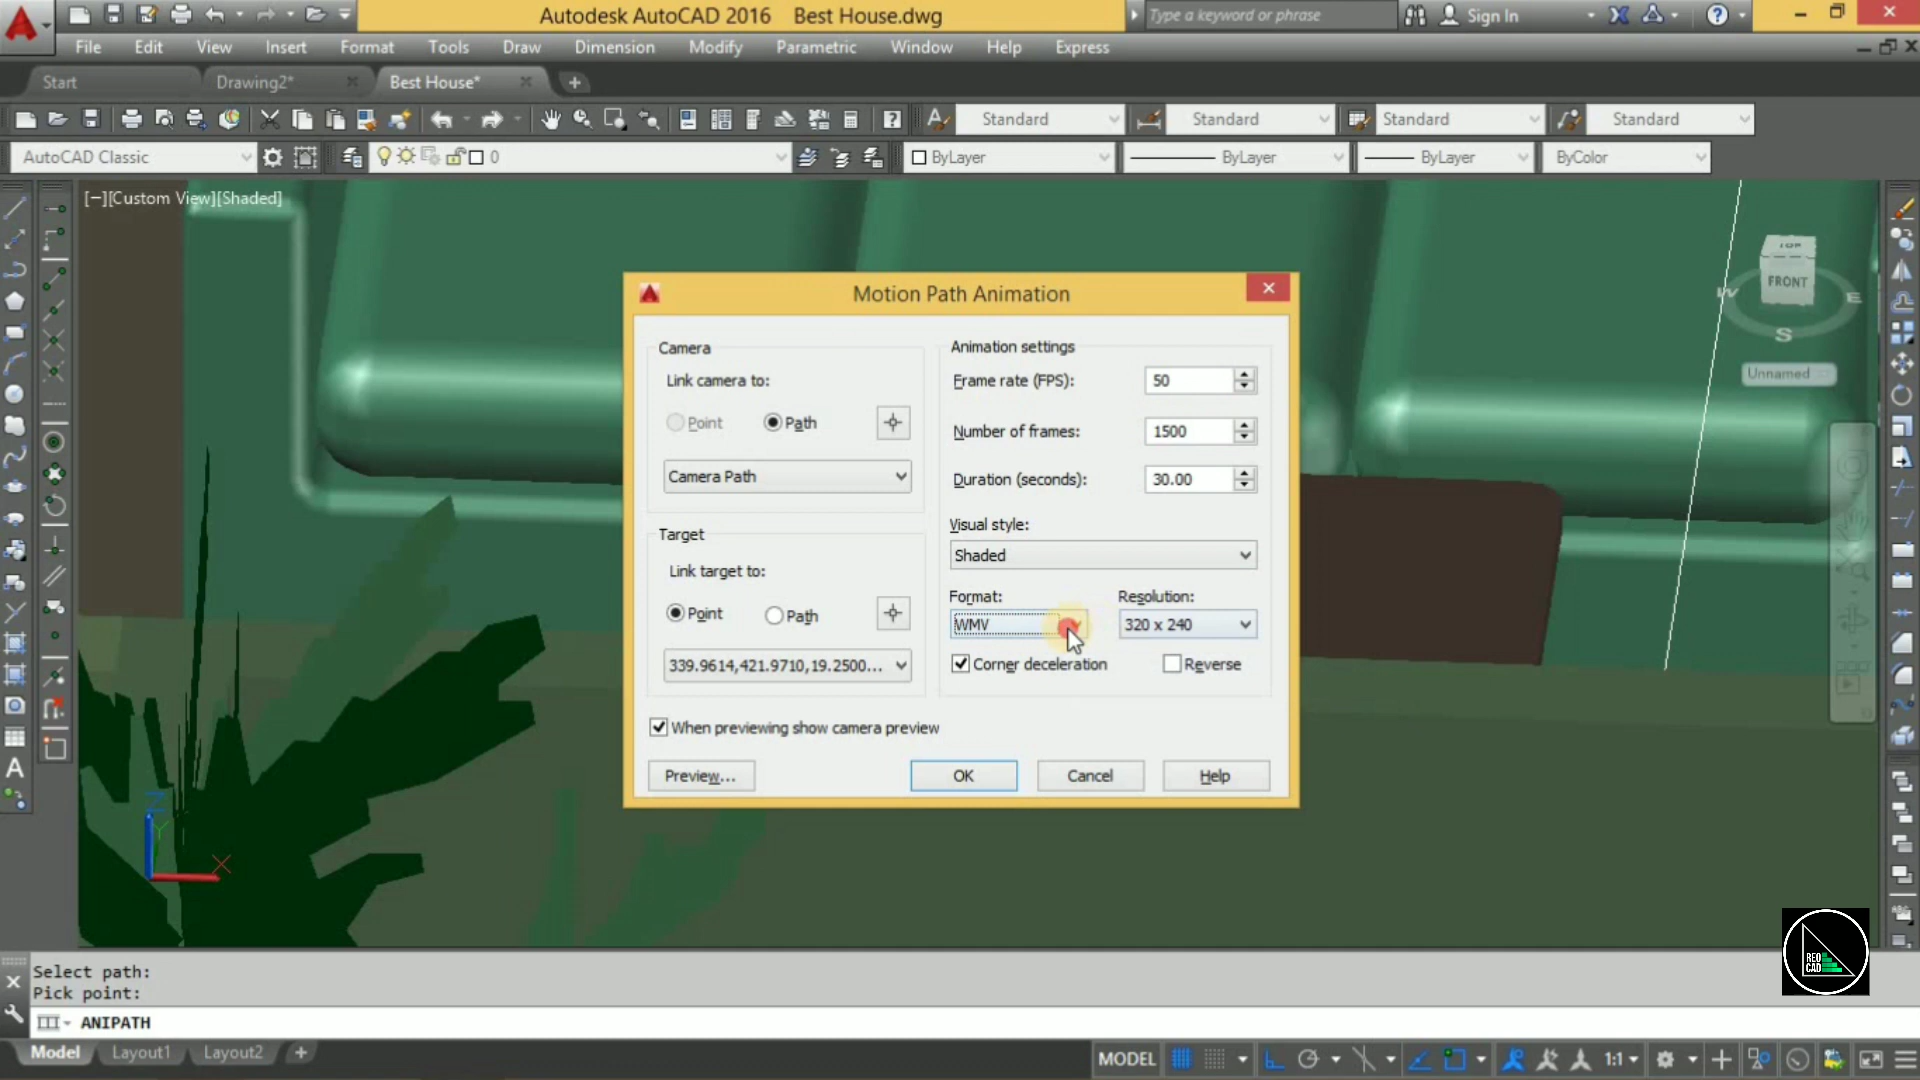 Autodesk AutoCAD 2016 Best House.dwg
Type a keyword or phrase
Sign In
File Edit View Insert Format Tools Draw Dimension Modify Parametric Window Help Express
Start Drawing2* Best House*
Standard Standard Standard Standard
AutoCAD Classic 0 ByLayer ByLayer ByLayer ByColor
[−][Custom View][Shaded]
TOP
FRONT
W E
S
Unnamed
Motion Path Animation
Camera
Link camera to:
Point Path
Camera Path
Target
Link target to:
Point Path
339.9614,421.9710,19.2500...
Animation settings
Frame rate (FPS): 50
Number of frames: 1500
Duration (seconds): 30.00
Visual style:
Shaded
Format: Resolution:
WMV 320 x 240
Corner deceleration Reverse
When previewing show camera preview
Preview... OK Cancel Help
Z
Y
X
REO
CAD
Select path:
Pick point:
ANIPATH
Model Layout1 Layout2 +
MODEL 1:1